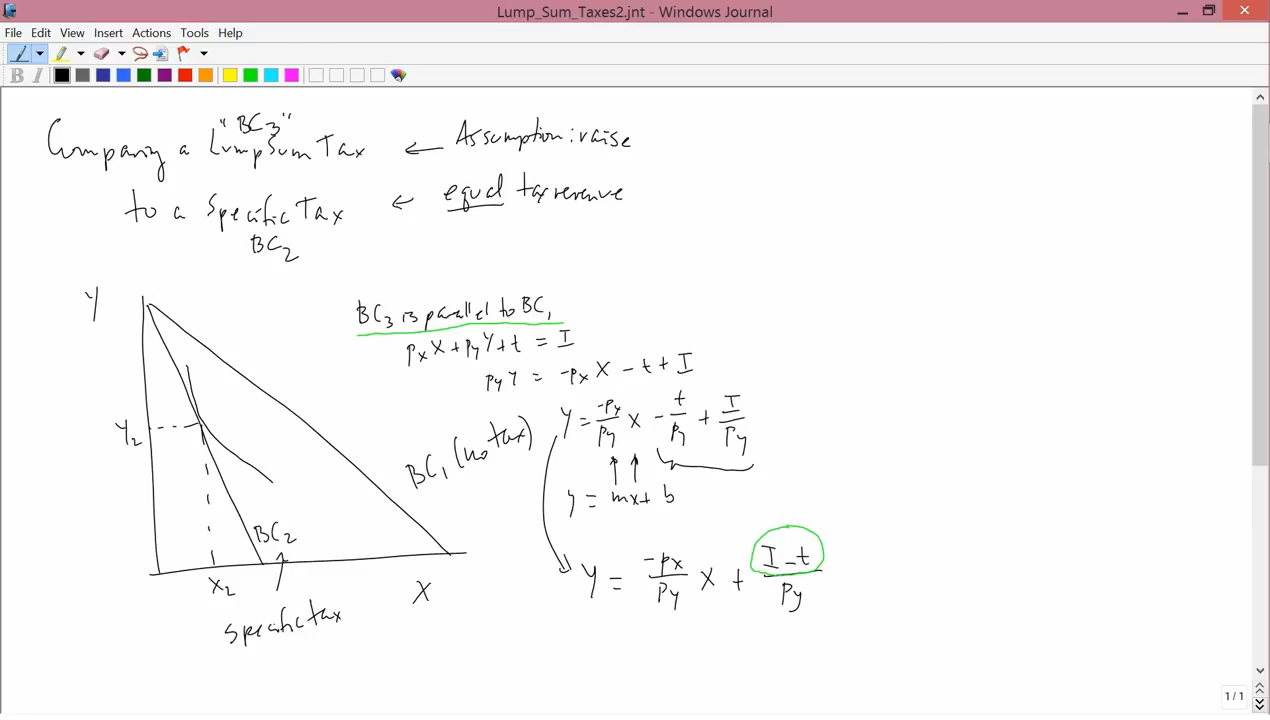 Lump_Sum_Taxes2.jnt - Windows Journal
File Edit View Insert Actions Tools Help
B I
"BC3"
Comparing a Lump Sum Tax ← Assumption: raise
to a Specific Tax ← equal tax revenue
BC2
Y
BC3 is parallel to BC1
pxX + pyY + t = I
pyY = -pxX - t + I
Y = -px/py X - t/py + I/py
BC1 (no tax)
Y2
y = mx + b
BC2
Y = -px/py X + I-t/py
X2
X
specific tax
1 / 1